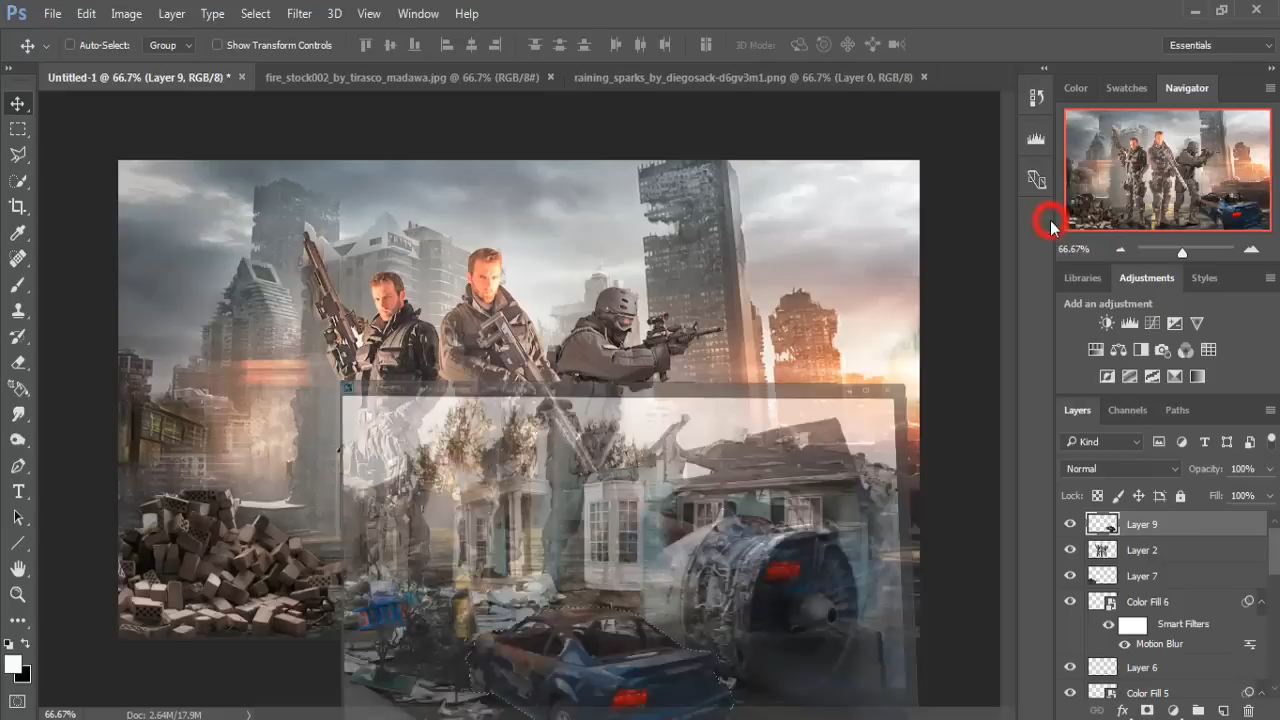 Ps File Edit Image Layer Type Select Filter 3D View Window Help
Auto-Select: Group Show Transform Controls 3D Mode: Essentials
Untitled-1 @ 66.7% (Layer 9, RGB/8) * × fire_stock002_by_tirasco_madawa.jpg @ 66.7% (RGB/8#) × raining_sparks_by_diegosack-d6gv3m1.png @ 66.7% (Layer 0, RGB/8) ×
Color Swatches Navigator
66.67%
Libraries Adjustments Styles
Add an adjustment
Layers Channels Paths
Kind
Normal Opacity: 100%
Lock: Fill: 100%
Layer 9
Layer 2
Layer 7
Color Fill 6
Smart Filters
Motion Blur
Layer 6
Color Fill 5
66.67% Doc: 2.64M/17.9M